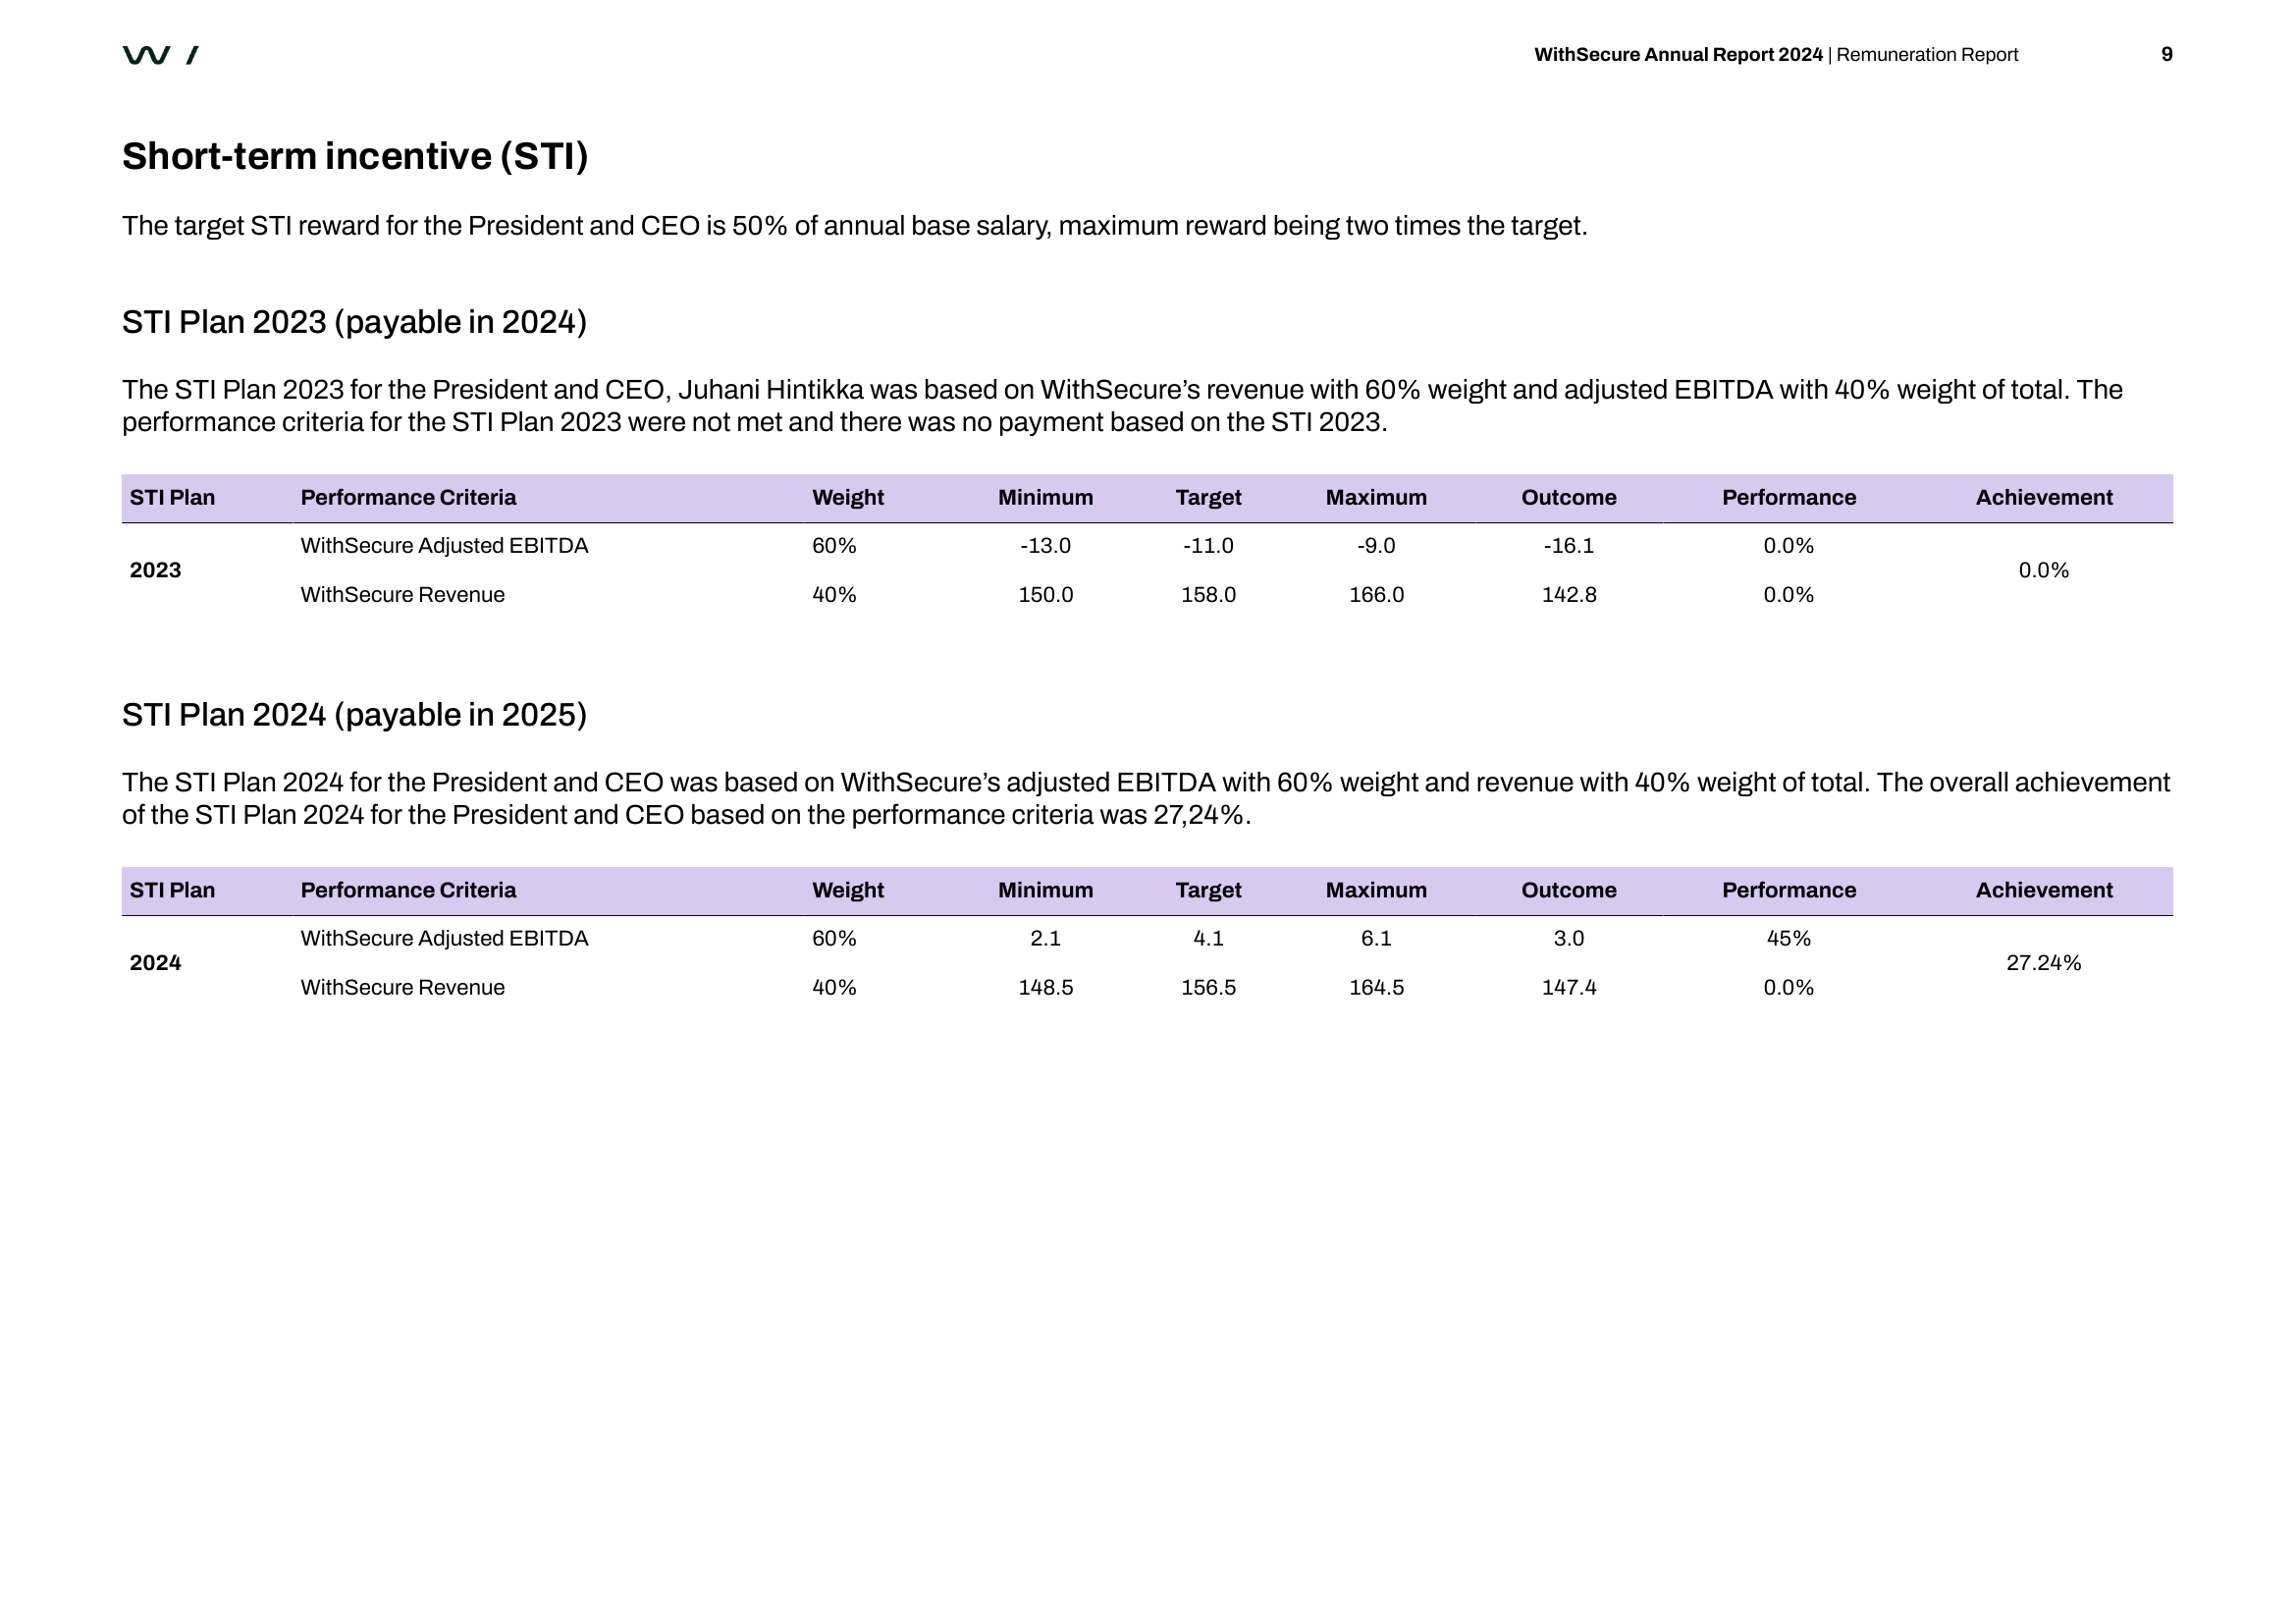 W /
WithSecure Annual Report 2024 | Remuneration Report 9
Short-term incentive (STI)
The target STI reward for the President and CEO is 50% of annual base salary, maximum reward being two times the target.
STI Plan 2023 (payable in 2024)
The STI Plan 2023 for the President and CEO, Juhani Hintikka was based on WithSecure’s revenue with 60% weight and adjusted EBITDA with 40% weight of total. The
performance criteria for the STI Plan 2023 were not met and there was no payment based on the STI 2023.
STI Plan Performance Criteria Weight Minimum Target Maximum Outcome Performance Achievement
WithSecure Adjusted EBITDA 60% -13.0 -11.0 -9.0 -16.1 0.0%
2023 0.0%
WithSecure Revenue 40% 150.0 158.0 166.0 142.8 0.0%
STI Plan 2024 (payable in 2025)
The STI Plan 2024 for the President and CEO was based on WithSecure’s adjusted EBITDA with 60% weight and revenue with 40% weight of total. The overall achievement
of the STI Plan 2024 for the President and CEO based on the performance criteria was 27,24%.
STI Plan Performance Criteria Weight Minimum Target Maximum Outcome Performance Achievement
WithSecure Adjusted EBITDA 60% 2.1 4.1 6.1 3.0 45%
2024 27.24%
WithSecure Revenue 40% 148.5 156.5 164.5 147.4 0.0%